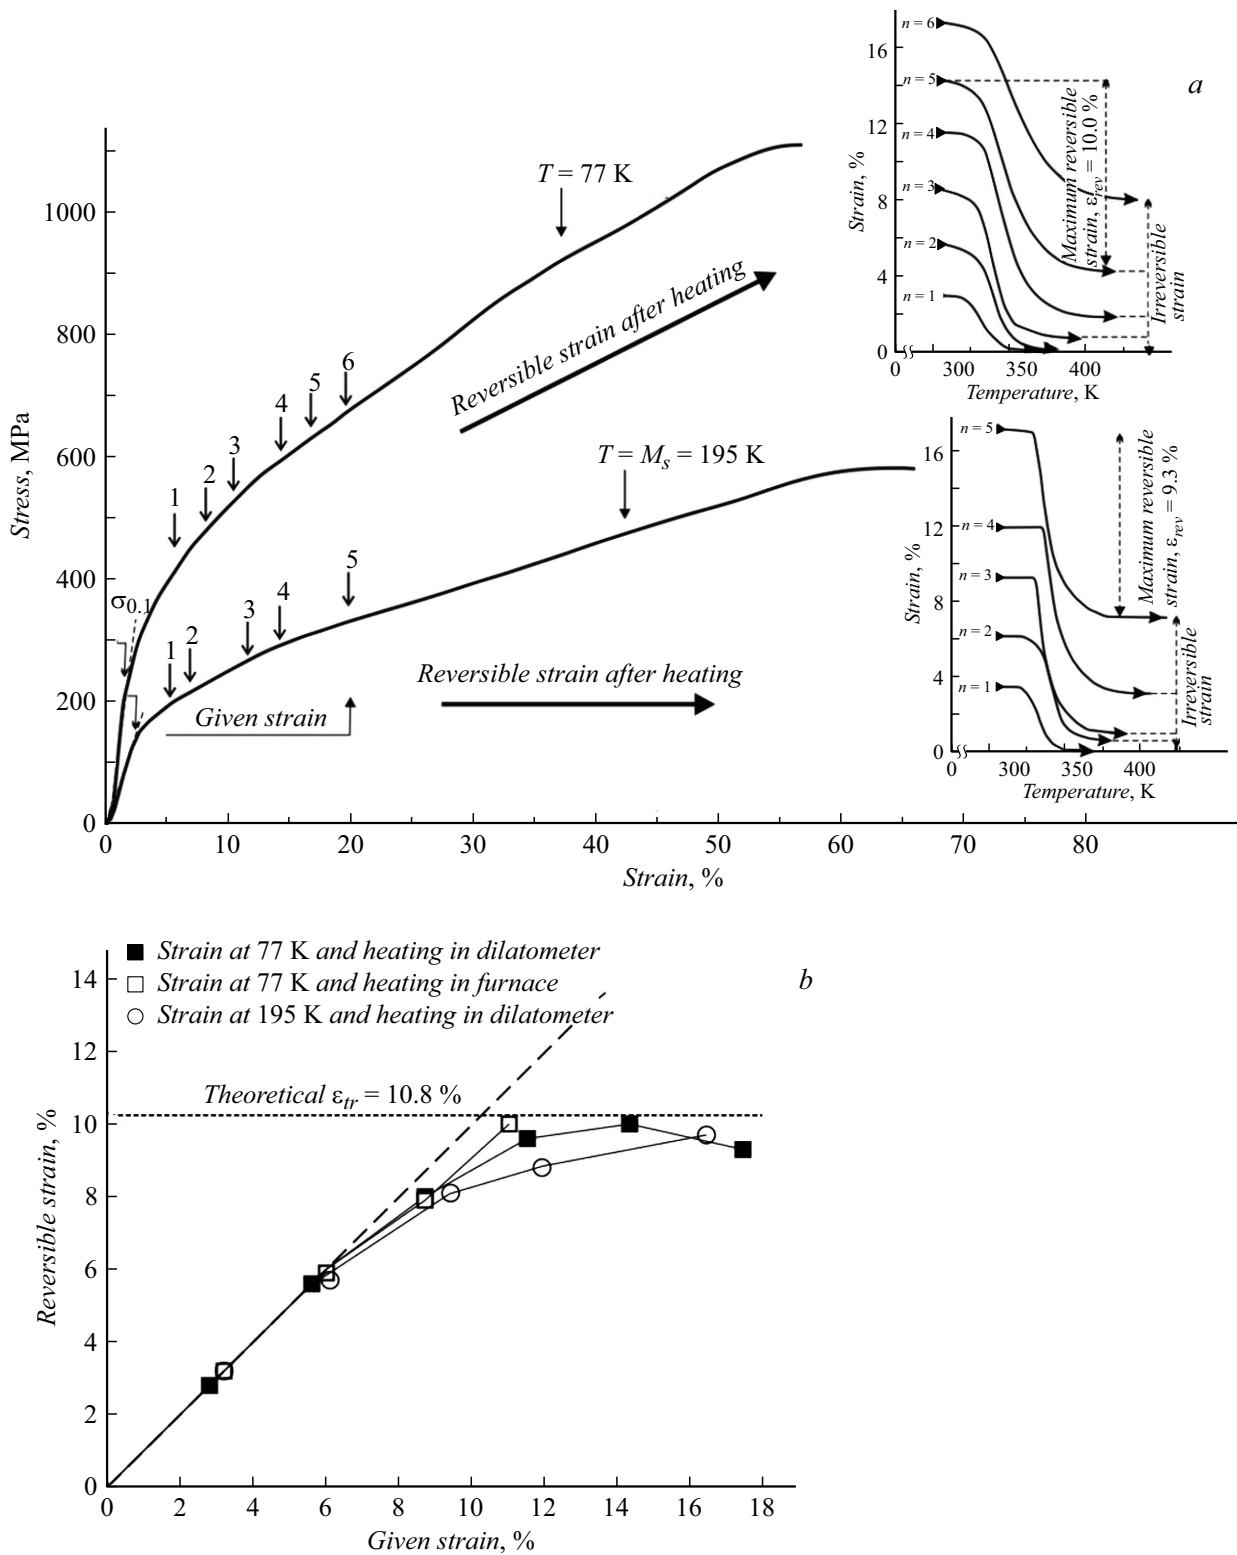 a
1000
800
600
400
200
0
Stress, MPa
0
10
20
30
40
50
60
70
80
Strain, %
T = 77 K
Reversible strain after heating
1
2
3
4
5
6
σ0.1
T = Ms = 195 K
1
2
3
4
5
Given strain
Reversible strain after heating
n = 6
n = 5
n = 4
n = 3
n = 2
n = 1
16
12
8
4
0
Strain, %
Maximum reversible
strain, εrev = 10.0 %
Irreversible
strain
0
300
350
400
Temperature, K
n = 5
n = 4
n = 3
n = 2
n = 1
16
12
8
4
0
Strain, %
Maximum reversible
strain, εrev = 9.3 %
Irreversible
strain
0
300
350
400
Temperature, K
b
Strain at 77 K and heating in dilatometer
Strain at 77 K and heating in furnace
Strain at 195 K and heating in dilatometer
Theoretical εtr = 10.8 %
14
12
10
8
6
4
2
0
Reversible strain, %
0
2
4
6
8
10
12
14
16
18
Given strain, %